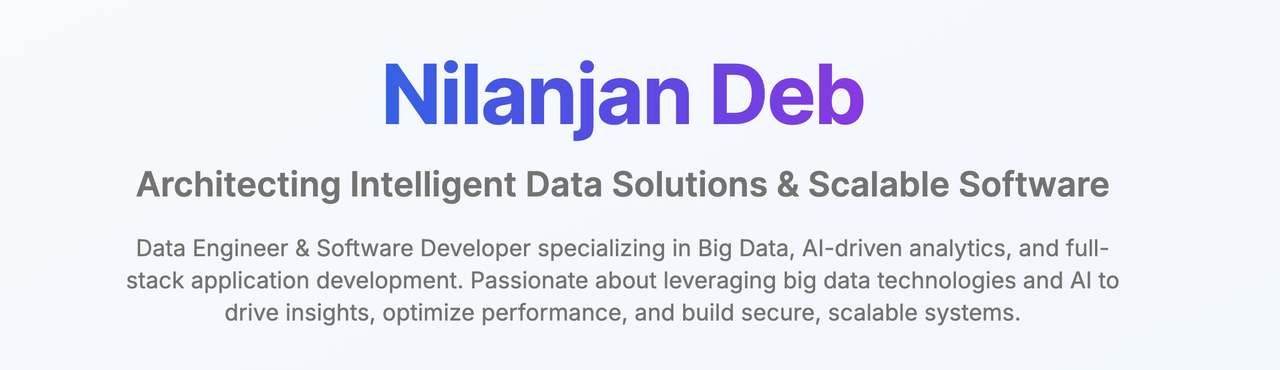 Nilanjan Deb
Architecting Intelligent Data Solutions & Scalable Software
Data Engineer & Software Developer specializing in Big Data, AI-driven analytics, and full-
stack application development. Passionate about leveraging big data technologies and AI to
drive insights, optimize performance, and build secure, scalable systems.